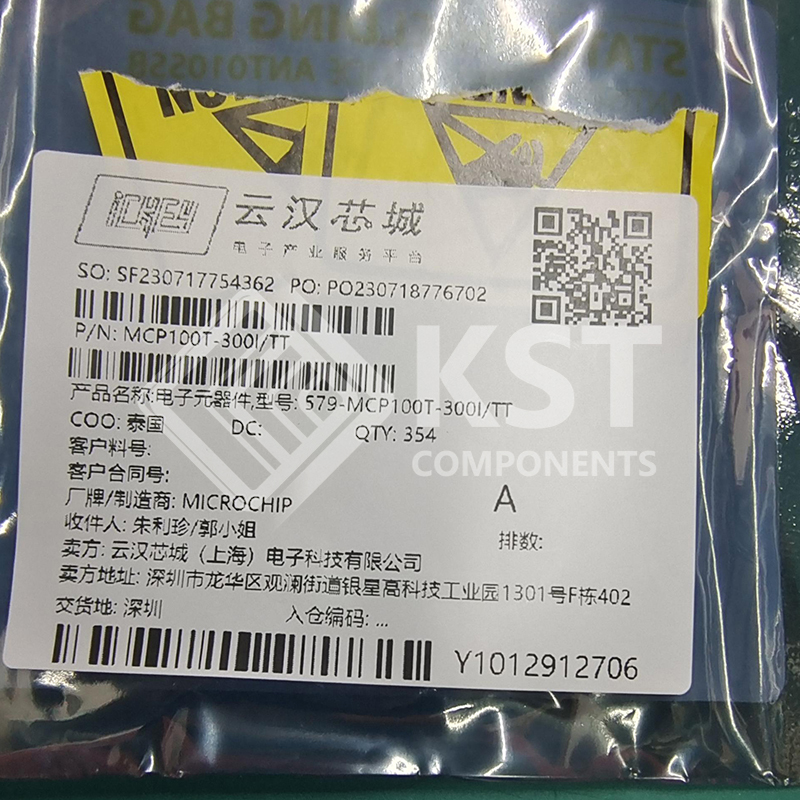 STAT
LDING BAG
ANT010SSB
ICKEY
云汉芯城
电子产业服务平台
SO: SF230717754362 PO: PO230718776702
P/N: MCP100T-300I/TT
产品名称:电子元器件,型号: 579-MCP100T-300I/TT
COO: 泰国 DC: QTY: 354
客户料号:
客户合同号:
厂牌/制造商: MICROCHIP
A
收件人: 朱利珍/郭小姐
排数:
卖方: 云汉芯城（上海）电子科技有限公司
卖方地址: 深圳市龙华区观澜街道银星高科技工业园1301号F栋402
交货地: 深圳 入仓编码: ...
Y1012912706
KST
COMPONENTS